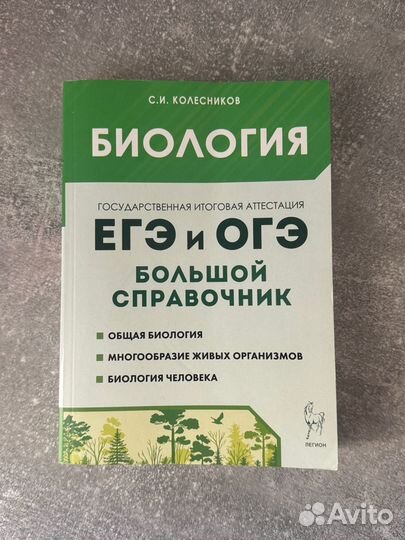 С.И. КОЛЕСНИКОВ
БИОЛОГИЯ
ГОСУДАРСТВЕННАЯ ИТОГОВАЯ АТТЕСТАЦИЯ
ЕГЭ и ОГЭ
БОЛЬШОЙ
СПРАВОЧНИК
ОБЩАЯ БИОЛОГИЯ
МНОГООБРАЗИЕ ЖИВЫХ ОРГАНИЗМОВ
БИОЛОГИЯ ЧЕЛОВЕКА
ЛЕГИОН
Avito